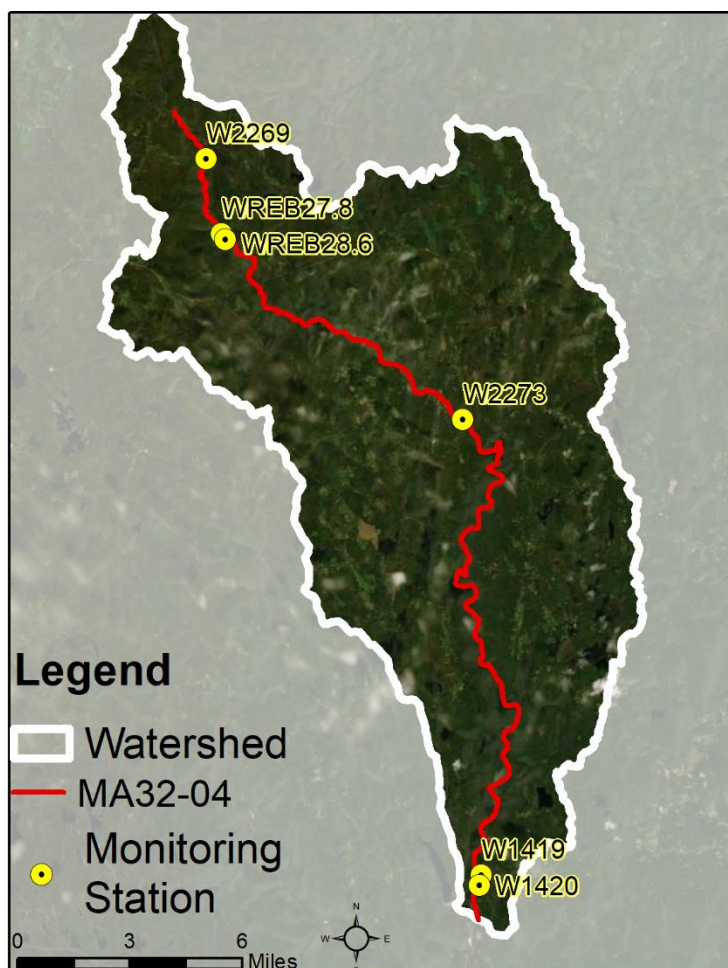 W2269
WREB27.8
WREB28.6
W2273
W1419
W1420
Legend
Watershed
MA32-04
Monitoring
Station
N
W E
0 3 6
Miles